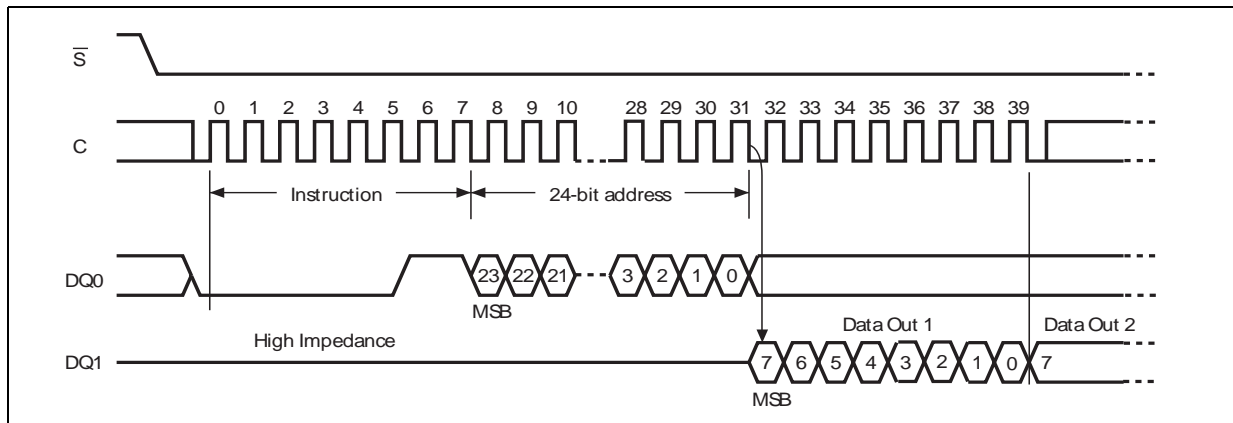 S
0 1 2 3 4 5 6 7 8 9 10 28 29 30 31 32 33 34 35 36 37 38 39
C
Instruction 24-bit address
DQ0 23 22 21 3 2 1 0
MSB
High Impedance Data Out 1 Data Out 2
DQ1 7 6 5 4 3 2 1 0 7
MSB